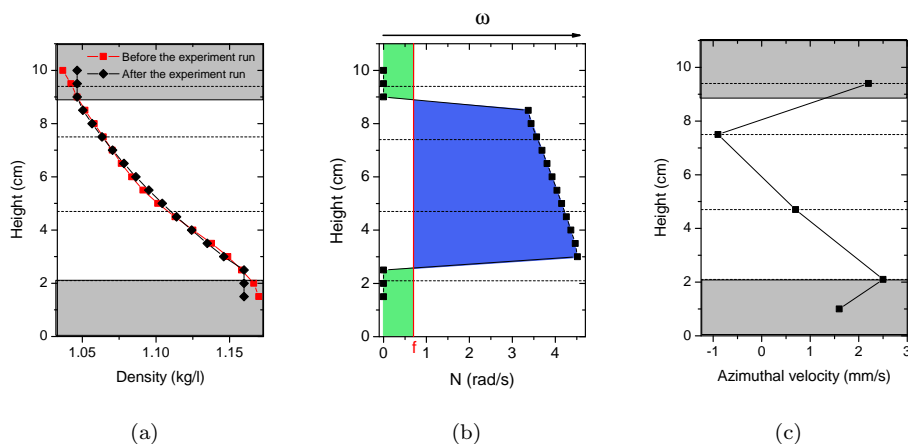 ω
Before the experiment run
After the experiment run
Height (cm)
10
8
6
4
2
0
1.05 1.10 1.15
Density (kg/l)
(a)
Height (cm)
10
8
6
4
2
0
0 f 1 2 3 4
N (rad/s)
(b)
Height (cm)
10
8
6
4
2
0
-1 0 1 2 3
Azimuthal velocity (mm/s)
(c)